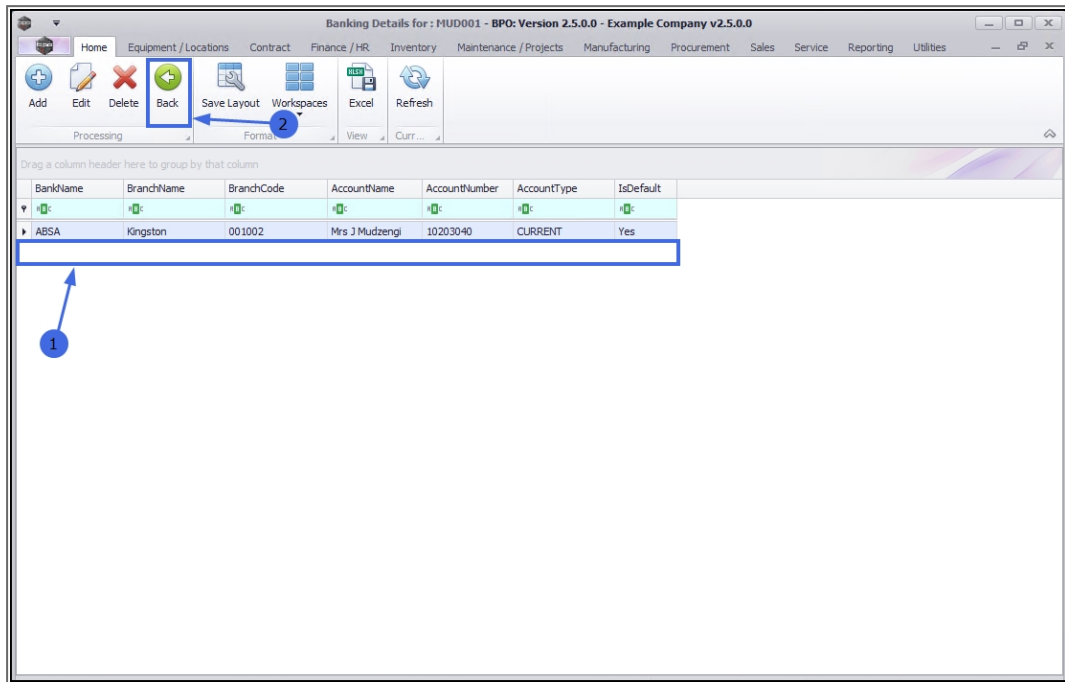 Banking Details for : MUD001 - BPO: Version 2.5.0.0 - Example Company v2.5.0.0
Home Equipment / Locations Contract Finance / HR Inventory Maintenance / Projects Manufacturing Procurement Sales Service Reporting Utilities
Add Edit Delete Back Save Layout Workspaces Excel Refresh
2
Processing Format View Curr...
Drag a column header here to group by that column
BankName BranchName BranchCode AccountName AccountNumber AccountType IsDefault
ABSA Kingston 001002 Mrs J Mudzengi 10203040 CURRENT Yes
1